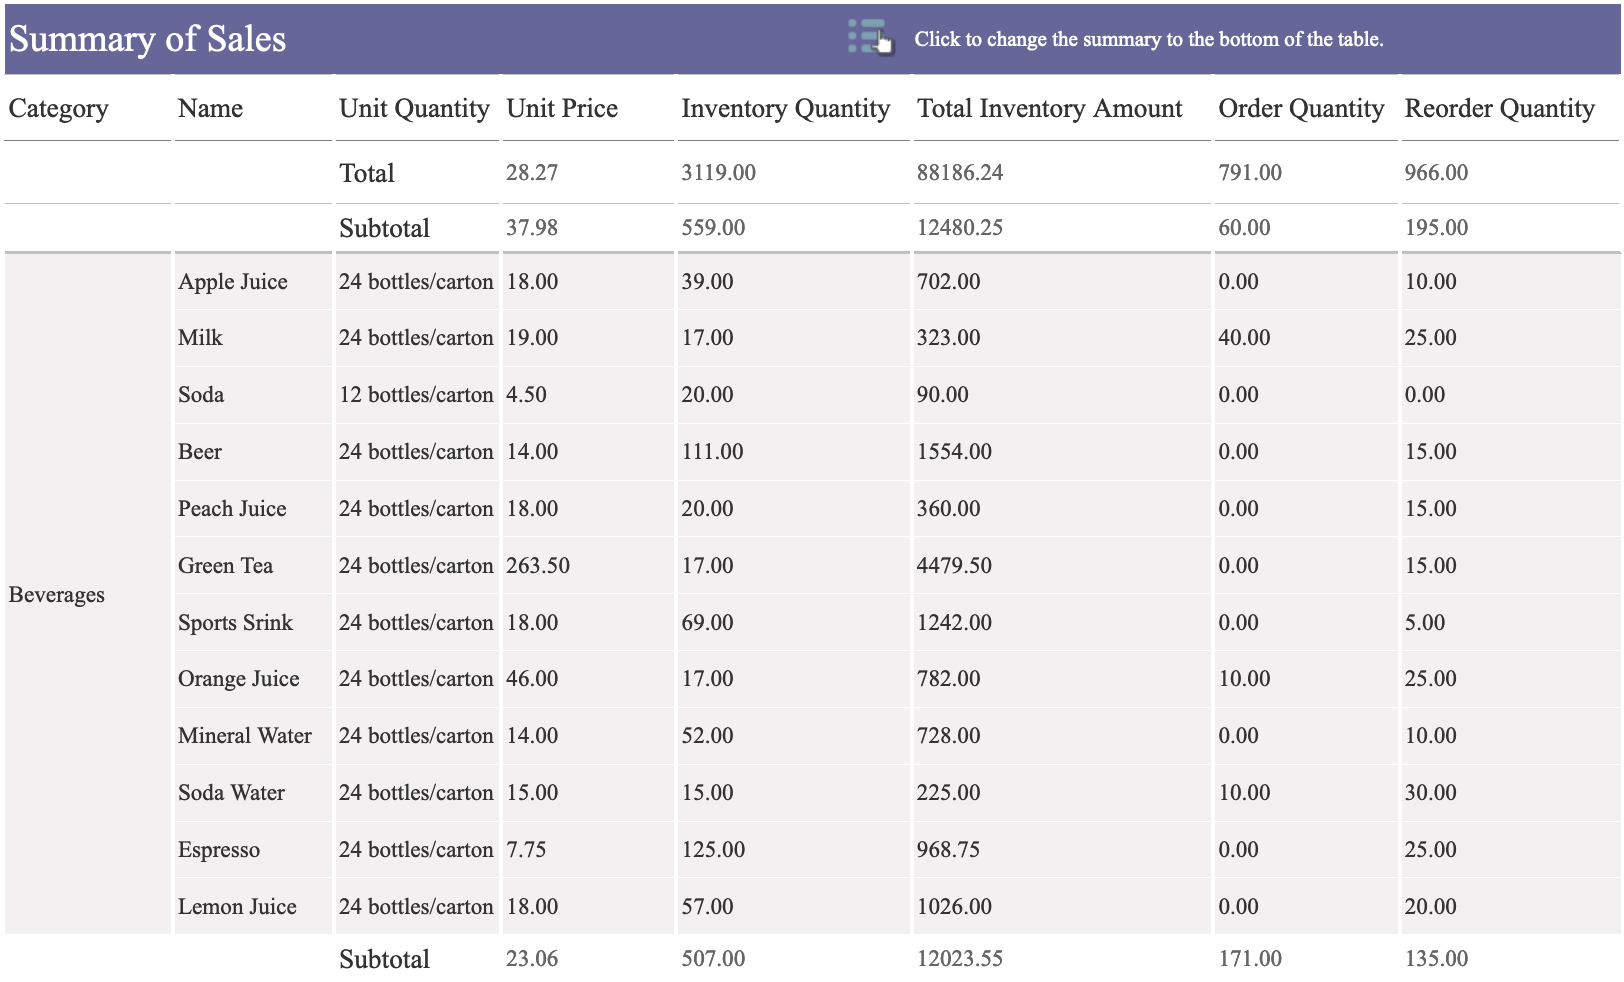 Summary of Sales Click to change the summary to the bottom of the table.
Category Name Unit Quantity Unit Price Inventory Quantity Total Inventory Amount Order Quantity Reorder Quantity
Total 28.27 3119.00 88186.24 791.00 966.00
Subtotal 37.98 559.00 12480.25 60.00 195.00
Apple Juice 24 bottles/carton 18.00 39.00 702.00 0.00 10.00
Milk 24 bottles/carton 19.00 17.00 323.00 40.00 25.00
Soda 12 bottles/carton 4.50 20.00 90.00 0.00 0.00
Beer 24 bottles/carton 14.00 111.00 1554.00 0.00 15.00
Peach Juice 24 bottles/carton 18.00 20.00 360.00 0.00 15.00
Green Tea 24 bottles/carton 263.50 17.00 4479.50 0.00 15.00
Beverages
Sports Srink 24 bottles/carton 18.00 69.00 1242.00 0.00 5.00
Orange Juice 24 bottles/carton 46.00 17.00 782.00 10.00 25.00
Mineral Water 24 bottles/carton 14.00 52.00 728.00 0.00 10.00
Soda Water 24 bottles/carton 15.00 15.00 225.00 10.00 30.00
Espresso 24 bottles/carton 7.75 125.00 968.75 0.00 25.00
Lemon Juice 24 bottles/carton 18.00 57.00 1026.00 0.00 20.00
Subtotal 23.06 507.00 12023.55 171.00 135.00